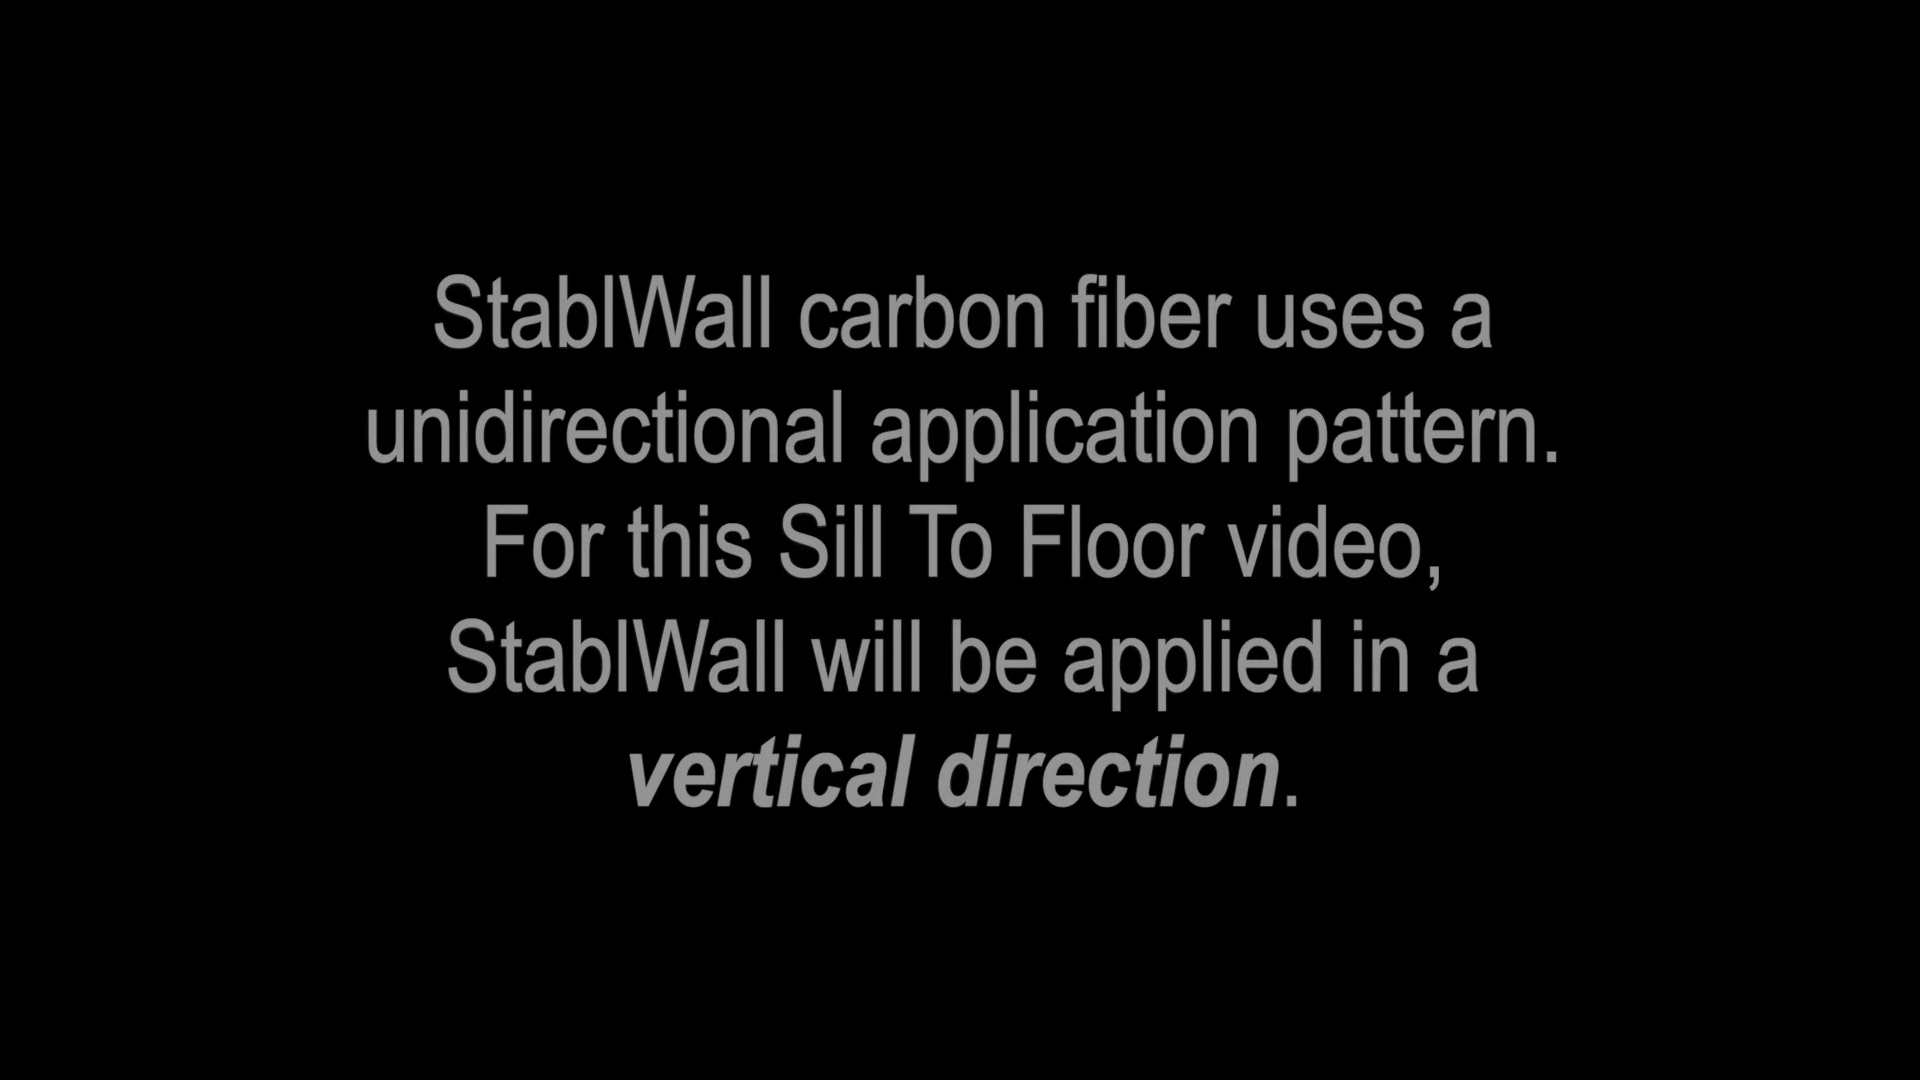 StablWall carbon fiber uses a
unidirectional application pattern.
For this Sill To Floor video,
StablWall will be applied in a
vertical direction.